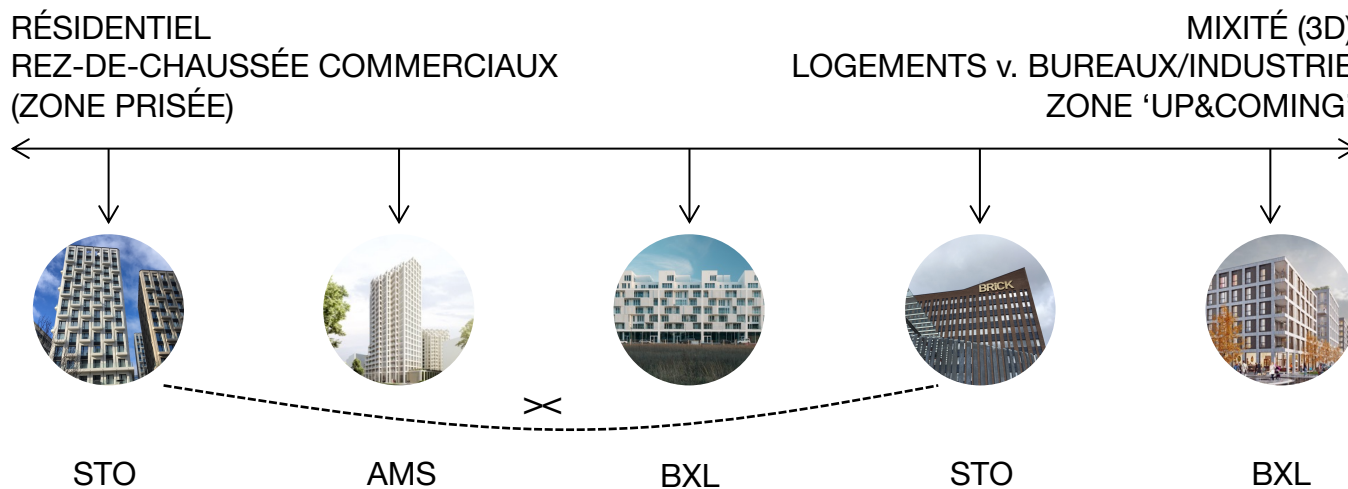 RÉSIDENTIEL
REZ-DE-CHAUSSÉE COMMERCIAUX
(ZONE PRISÉE)
MIXITÉ (3D)
LOGEMENTS v. BUREAUX/INDUSTRIE
ZONE ‘UP&COMING’
BRICK
><
STO
AMS
BXL
STO
BXL